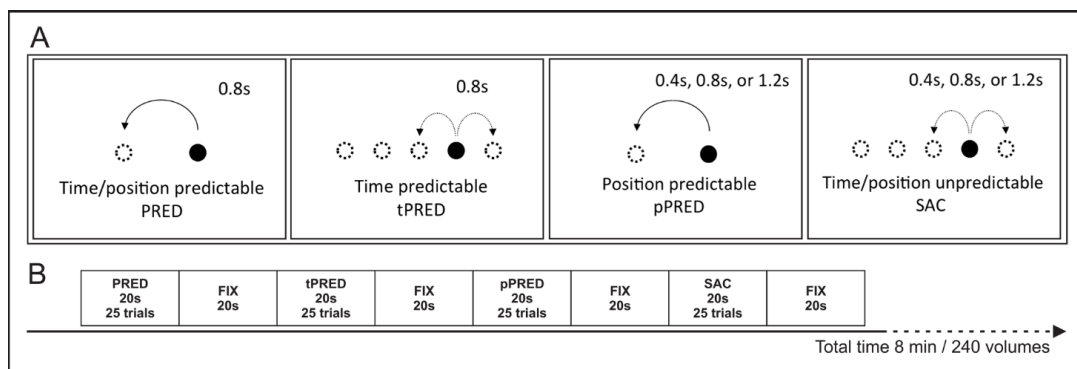 A
0.8s
Time/position predictable
PRED
0.8s
Time predictable
tPRED
0.4s, 0.8s, or 1.2s
Position predictable
pPRED
0.4s, 0.8s, or 1.2s
Time/position unpredictable
SAC
B
PRED
20s
25 trials
FIX
20s
tPRED
20s
25 trials
FIX
20s
pPRED
20s
25 trials
FIX
20s
SAC
20s
25 trials
FIX
20s
Total time 8 min / 240 volumes